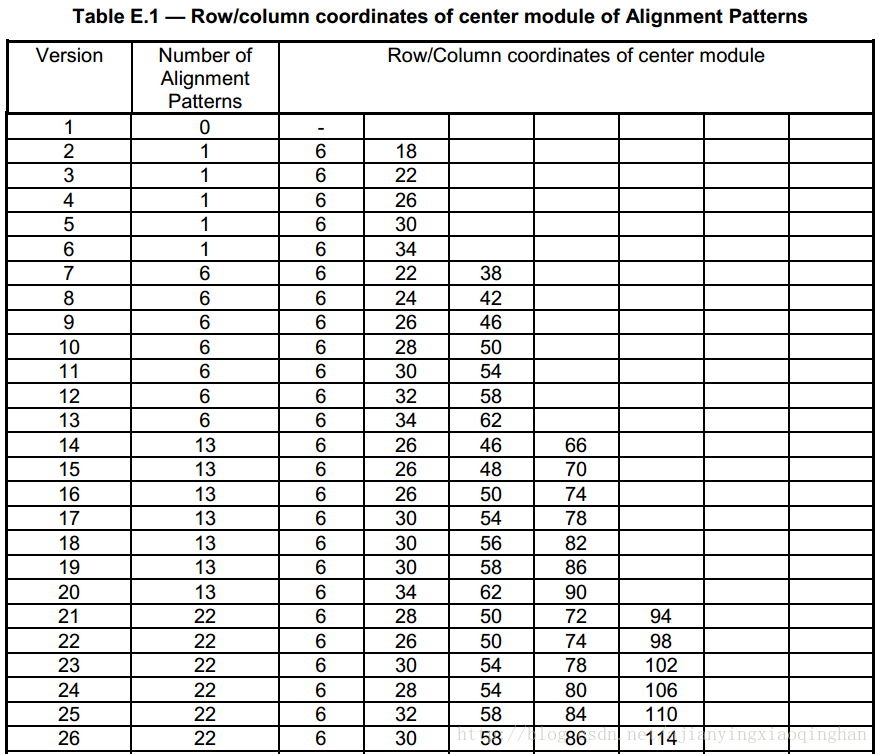 Table E.1 — Row/column coordinates of center module of Alignment Patterns
Version Number of Alignment Patterns Row/Column coordinates of center module
1 0 -
2 1 6 18
3 1 6 22
4 1 6 26
5 1 6 30
6 1 6 34
7 6 6 22 38
8 6 6 24 42
9 6 6 26 46
10 6 6 28 50
11 6 6 30 54
12 6 6 32 58
13 6 6 34 62
14 13 6 26 46 66
15 13 6 26 48 70
16 13 6 26 50 74
17 13 6 30 54 78
18 13 6 30 56 82
19 13 6 30 58 86
20 13 6 34 62 90
21 22 6 28 50 72 94
22 22 6 26 50 74 98
23 22 6 30 54 78 102
24 22 6 28 54 80 106
25 22 6 32 58 84 110
26 22 6 30 58 86 114